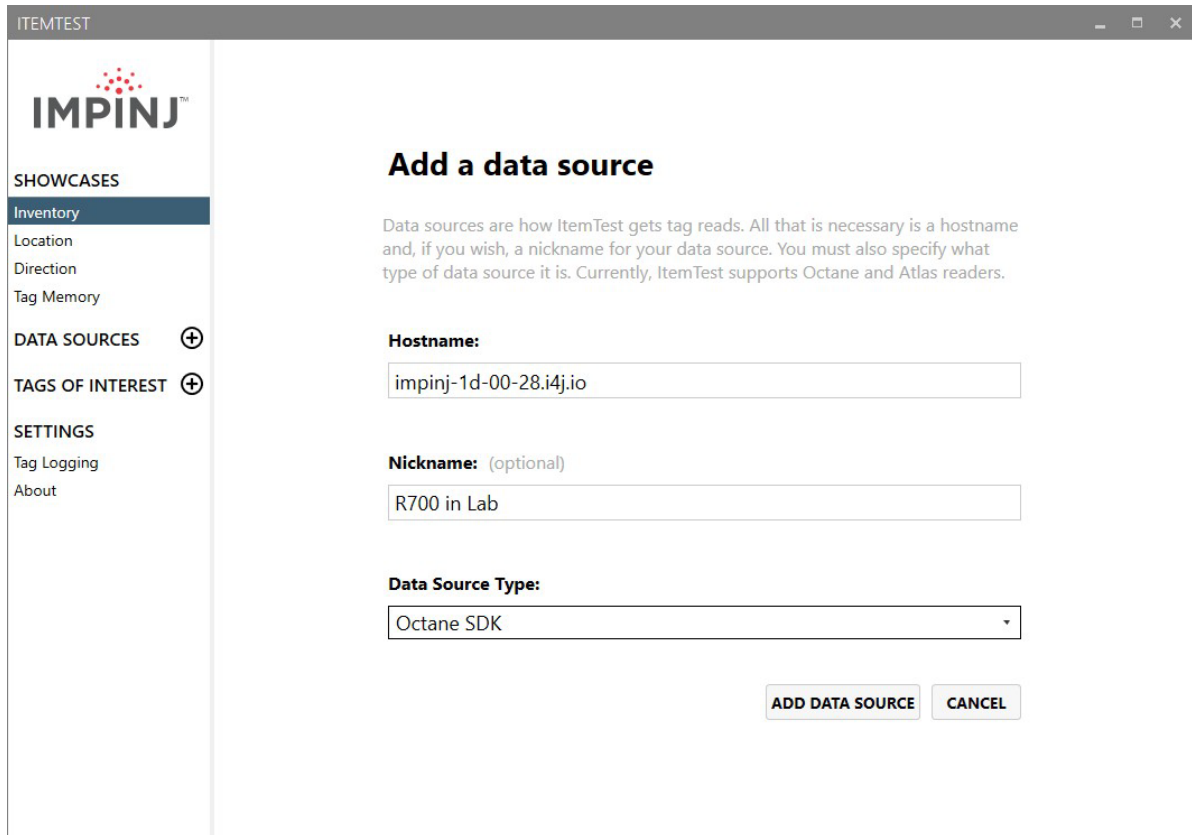 ITEMTEST
IMPINJ™
SHOWCASES
Inventory
Location
Direction
Tag Memory
DATA SOURCES
TAGS OF INTEREST
SETTINGS
Tag Logging
About
Add a data source
Data sources are how ItemTest gets tag reads. All that is necessary is a hostname
and, if you wish, a nickname for your data source. You must also specify what
type of data source it is. Currently, ItemTest supports Octane and Atlas readers.
Hostname:
impinj-1d-00-28.i4j.io
Nickname: (optional)
R700 in Lab
Data Source Type:
Octane SDK
ADD DATA SOURCE CANCEL